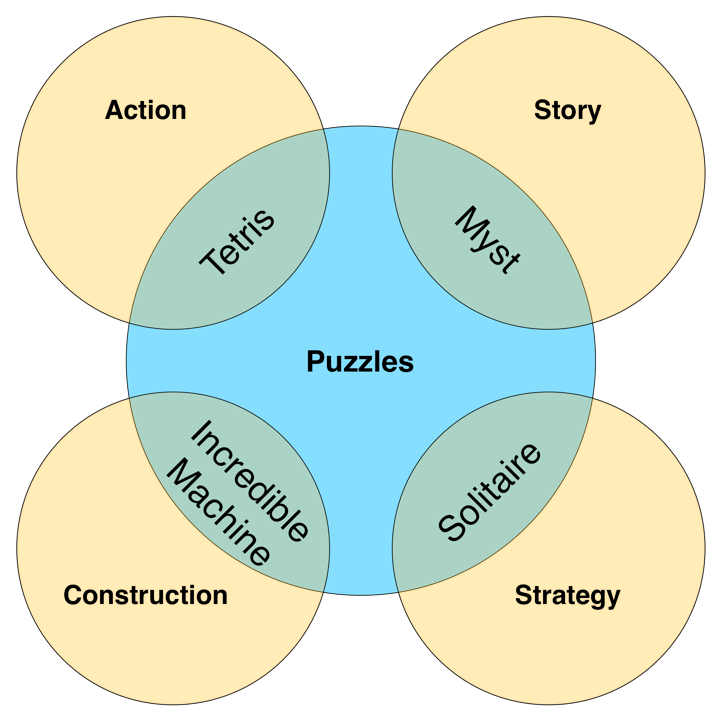 Action
Story
Tetris
Myst
Puzzles
Incredible
Machine
Solitaire
Construction
Strategy